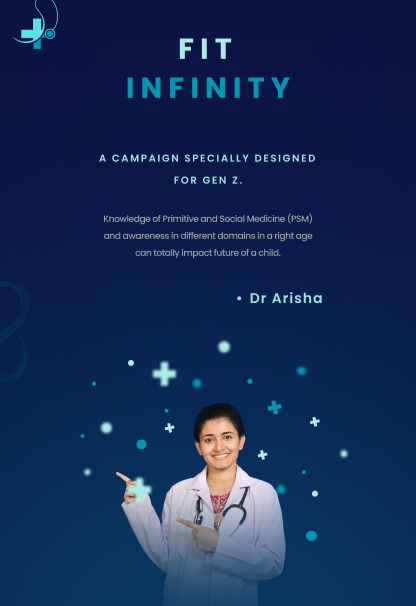 FIT
INFINITY
A CAMPAIGN SPECIALLY DESIGNED
FOR GEN Z.
Knowledge of Primitive and Social Medicine (PSM)
and awareness in different domains in a right age
can totally impact future of a child.
• Dr Arisha